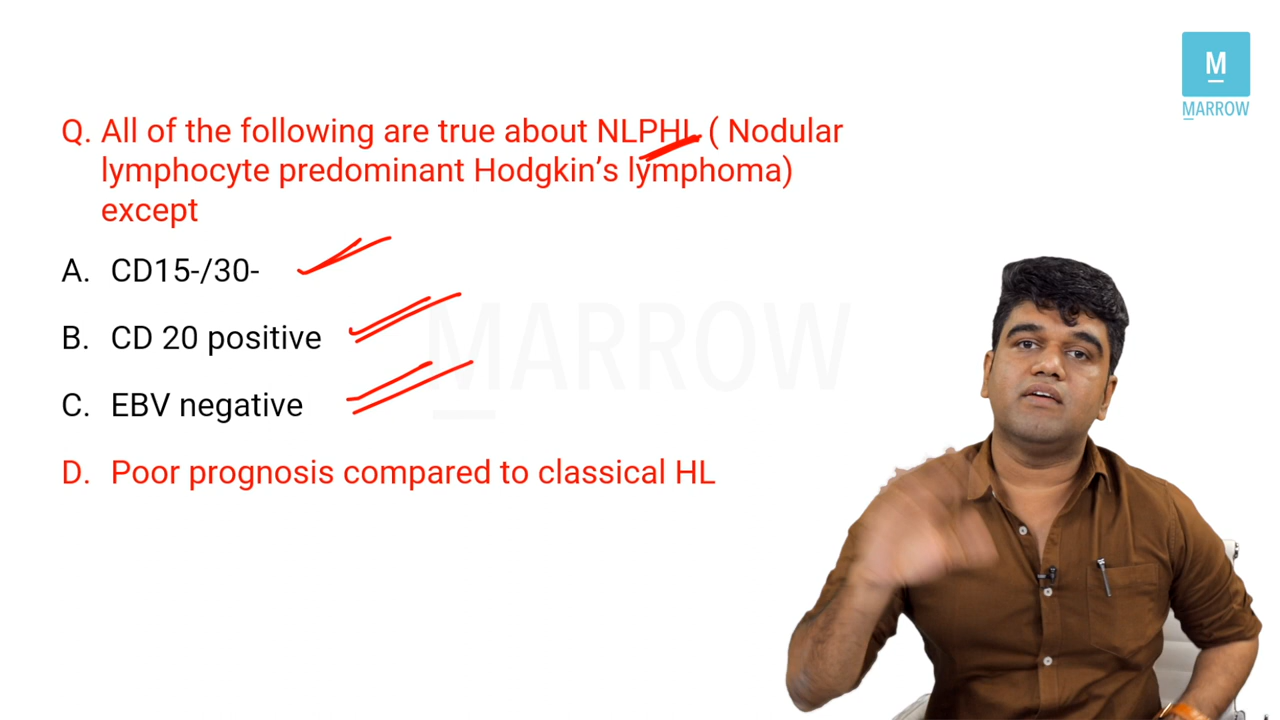 M
MARROW
Q. All of the following are true about NLPHL ( Nodular
lymphocyte predominant Hodgkin’s lymphoma)
except
A. CD15-/30-
B. CD 20 positive
C. EBV negative
D. Poor prognosis compared to classical HL
MARROW